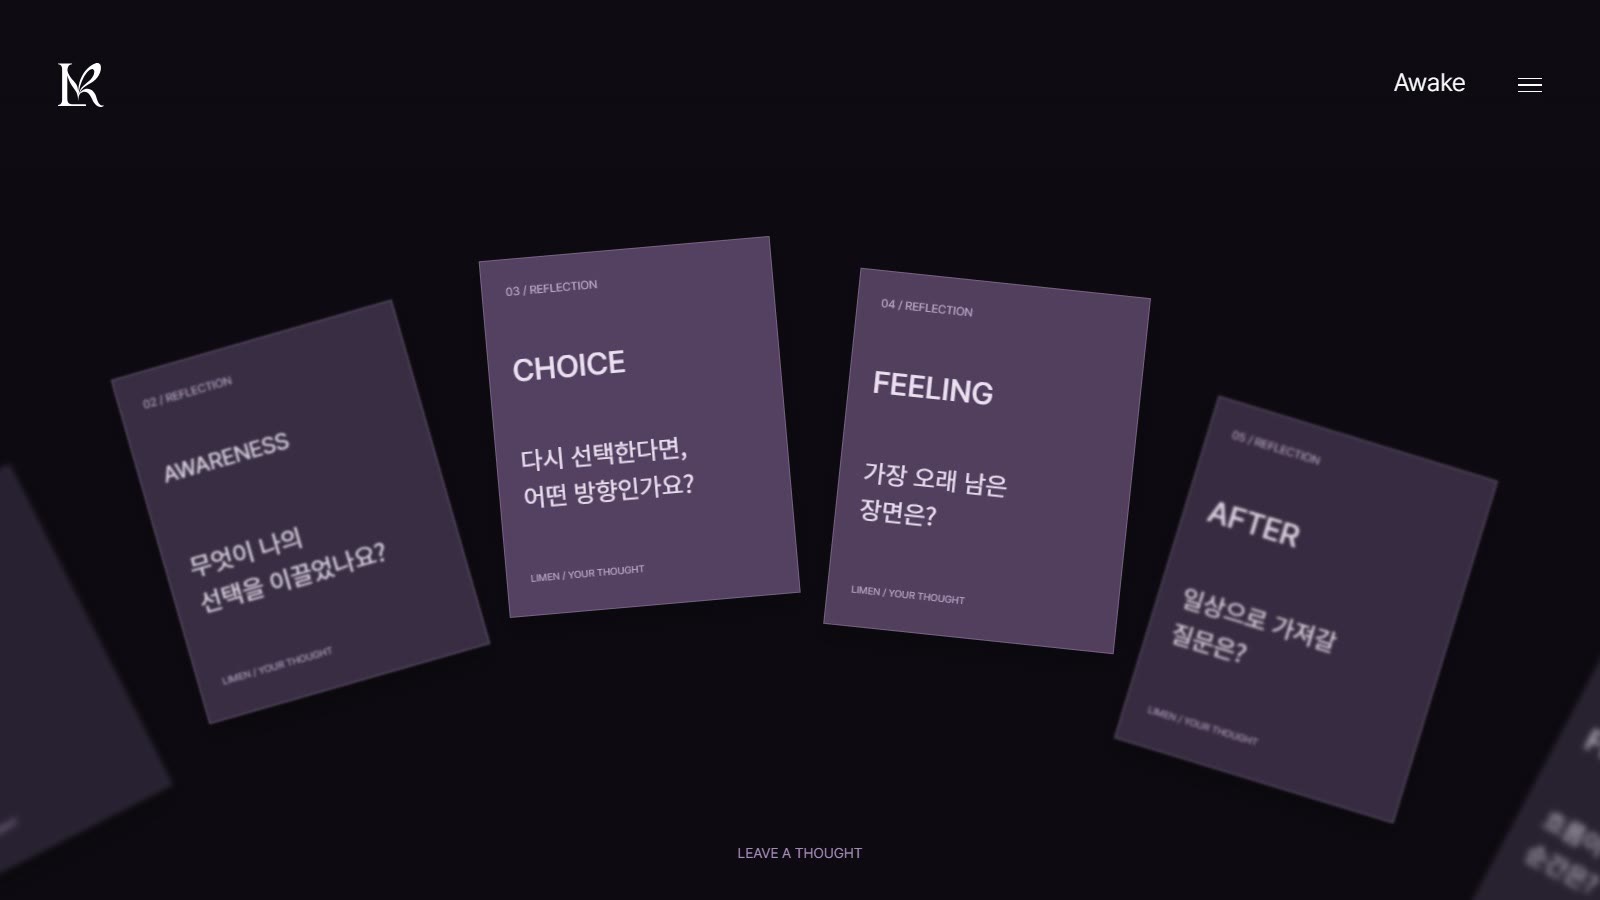 Awake
02 / REFLECTION
AWARENESS
무엇이 나의
선택을 이끌었나요?
LIMEN / YOUR THOUGHT
03 / REFLECTION
CHOICE
다시 선택한다면,
어떤 방향인가요?
LIMEN / YOUR THOUGHT
04 / REFLECTION
FEELING
가장 오래 남은
장면은?
LIMEN / YOUR THOUGHT
05 / REFLECTION
AFTER
일상으로 가져갈
질문은?
LIMEN / YOUR THOUGHT
순간은?
LEAVE A THOUGHT